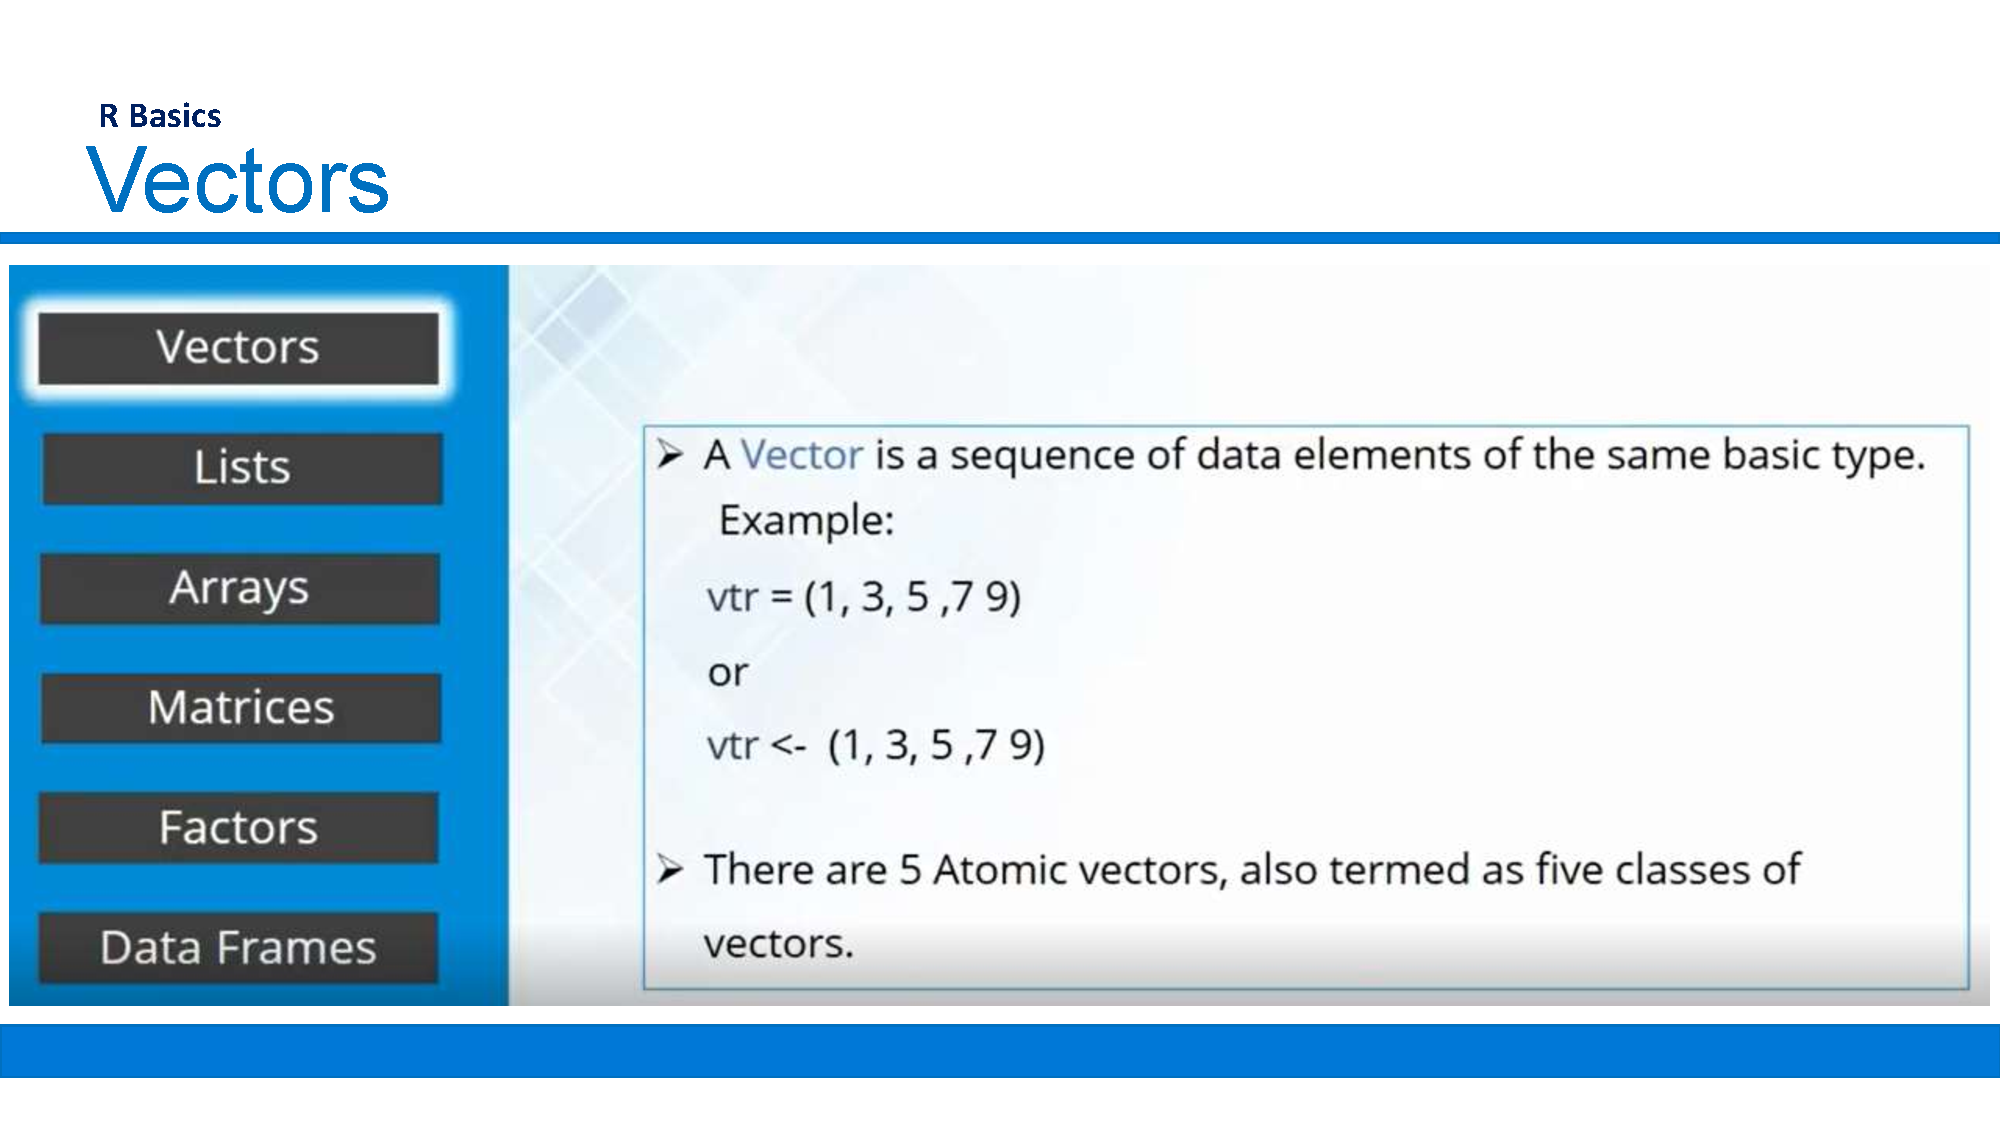 R Basics
Vectors
Vectors
Lists
Arrays
Matrices
Factors
Data Frames
➢ A Vector is a sequence of data elements of the same basic type.
Example:
vtr = (1, 3, 5 ,7 9)
or
vtr <- (1, 3, 5 ,7 9)
➢ There are 5 Atomic vectors, also termed as five classes of
vectors.